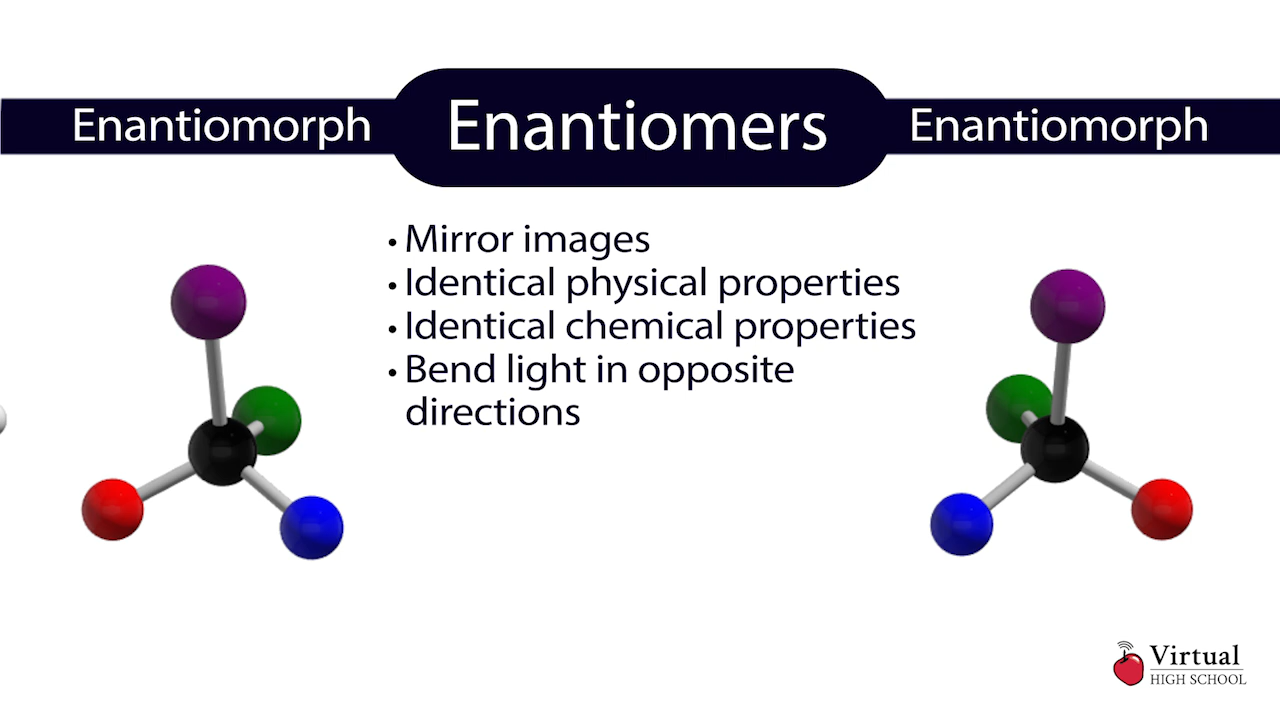 Enantiomorph
Enantiomers
Enantiomorph
• Mirror images
• Identical physical properties
• Identical chemical properties
• Bend light in opposite
directions
Virtual
HIGH SCHOOL